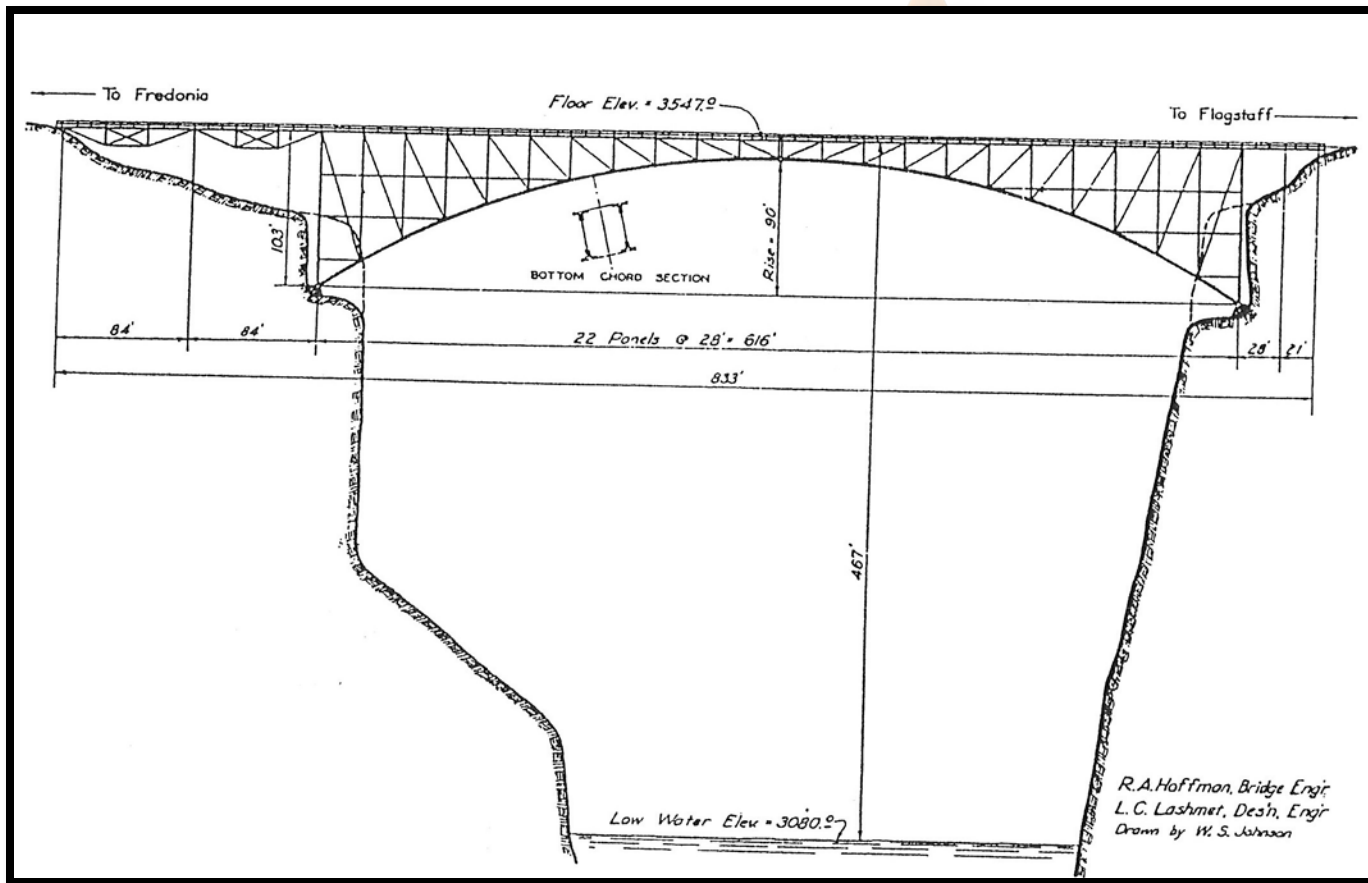 To Fredonia
Floor Elev. = 3547.0
To Flagstaff
103'
Rise = 90'
BOTTOM CHORD SECTION
84'
84'
22 Panels @ 28' = 616'
28'
21'
833'
467'
Low Water Elev. = 3080.0
R.A. Hoffman, Bridge Engr.
L.C. Lashmet, Des'n, Engr
Drawn by W.S. Johnson